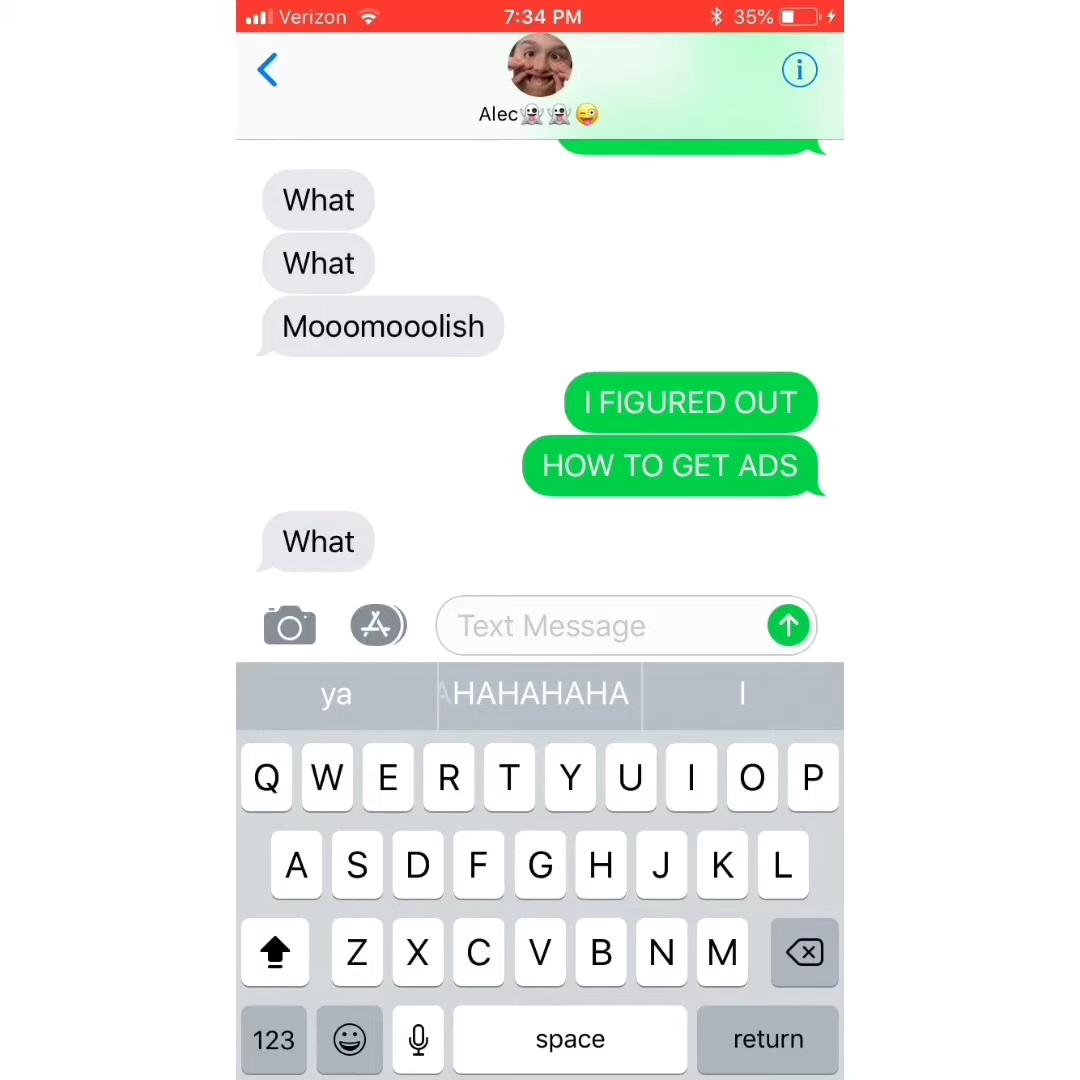 Verizon 7:34 PM 35%
Alec👻👻😜
What
What
Mooomooolish
I FIGURED OUT
HOW TO GET ADS
What
Text Message
ya AHAHAHAHA I
Q W E R T Y U I O P
A S D F G H J K L
Z X C V B N M
123 space return